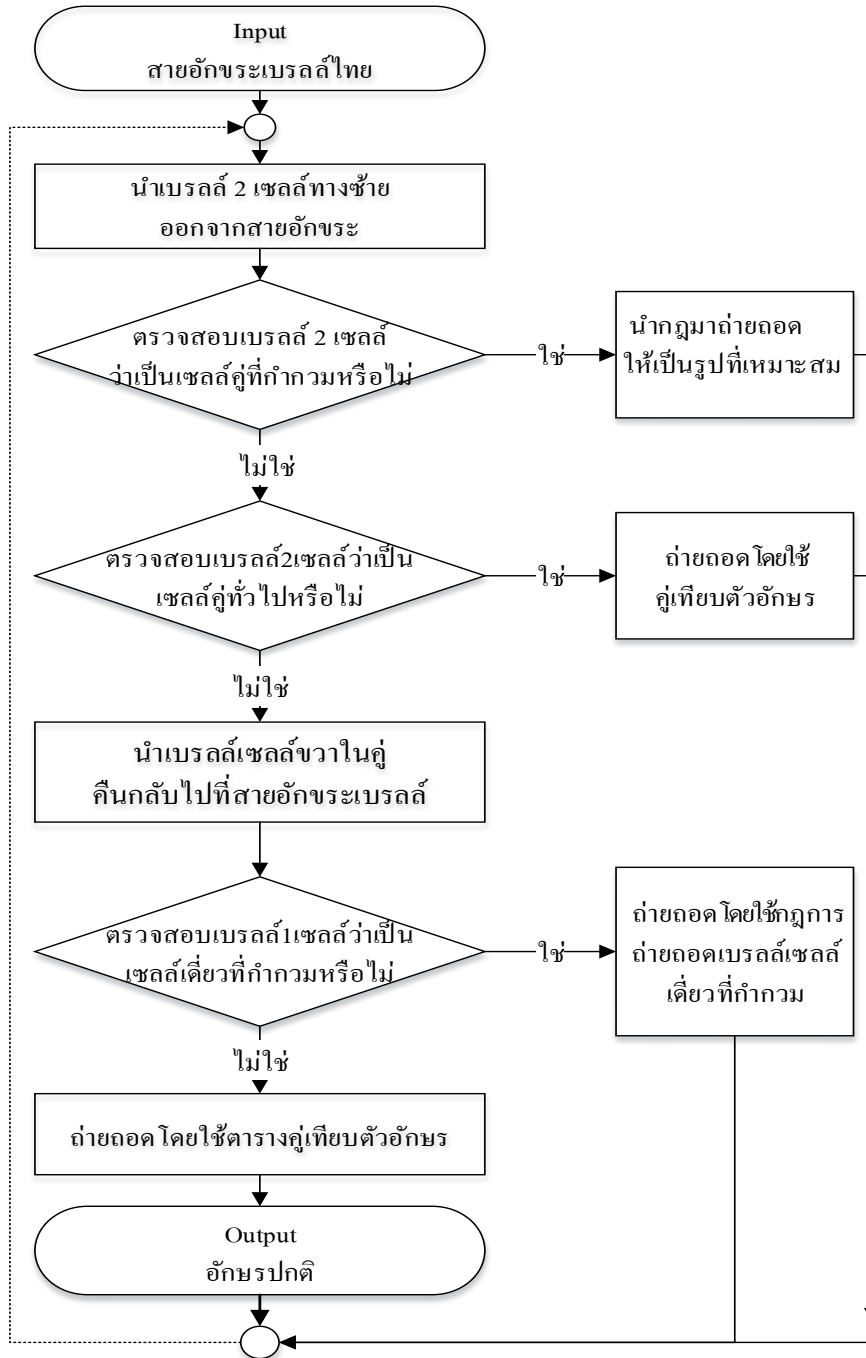 Input
สายอักขระเบรลล์ไทย
นำเบรลล์ 2 เซลล์ทางซ้าย
ออกจากสายอักขระ
ตรวจสอบเบรลล์ 2 เซลล์
ว่าเป็นเซลล์คู่ที่กำกวมหรือไม่
ใช่
นำกฎมาถ่ายถอด
ให้เป็นรูปที่เหมาะสม
ไม่ใช่
ตรวจสอบเบรลล์2เซลล์ว่าเป็น
เซลล์คู่ทั่วไปหรือไม่
ใช่
ถ่ายถอดโดยใช้
คู่เทียบตัวอักษร
ไม่ใช่
นำเบรลล์เซลล์ขวาในคู่
คืนกลับไปที่สายอักขระเบรลล์
ตรวจสอบเบรลล์1เซลล์ว่าเป็น
เซลล์เดี่ยวที่กำกวมหรือไม่
ใช่
ถ่ายถอดโดยใช้กฎการ
ถ่ายถอดเบรลล์เซลล์
เดี่ยวที่กำกวม
ไม่ใช่
ถ่ายถอดโดยใช้ตารางคู่เทียบตัวอักษร
Output
อักษรปกติ